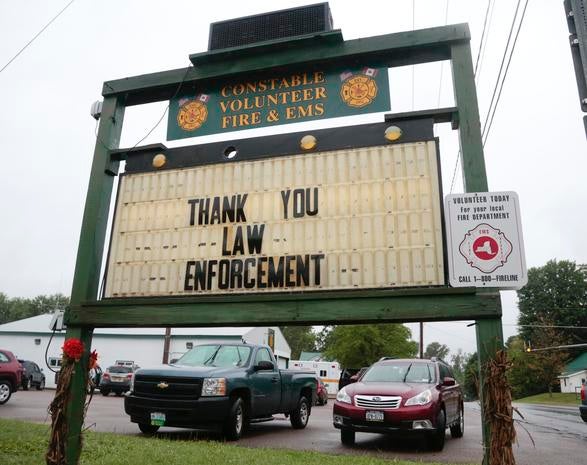 CONSTABLE
VOLUNTEER
FIRE & EMS
THANK YOU
LAW
ENFORCEMENT
VOLUNTEER TODAY
For your local
FIRE DEPARTMENT
EMS
CALL 1-800-FIRELINE